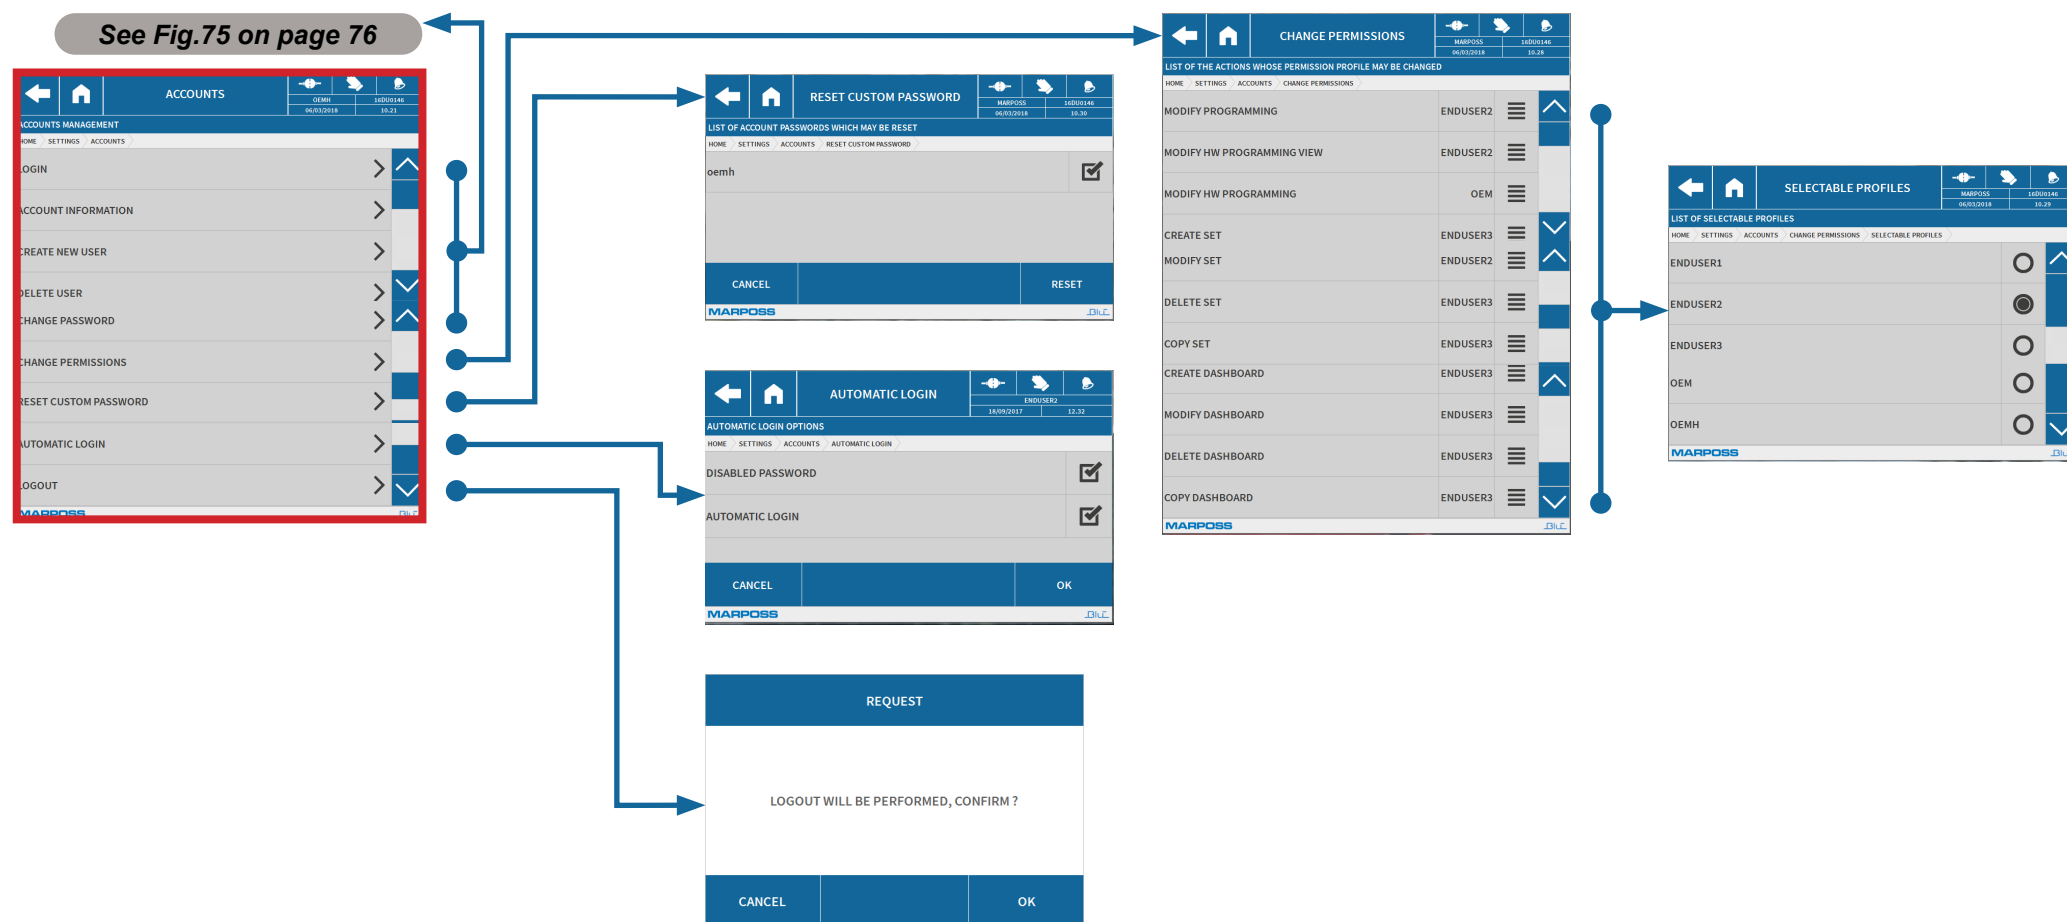 See Fig.75 on page 76
ACCOUNTS
OEMH 16DU0146
06/03/2018 10.21
ACCOUNTS MANAGEMENT
HOME SETTINGS ACCOUNTS
LOGIN
ACCOUNT INFORMATION
CREATE NEW USER
DELETE USER
CHANGE PASSWORD
CHANGE PERMISSIONS
RESET CUSTOM PASSWORD
AUTOMATIC LOGIN
LOGOUT
MARPOSS Blú
RESET CUSTOM PASSWORD
MARPOSS 16DU0146
06/03/2018 10.30
LIST OF ACCOUNT PASSWORDS WHICH MAY BE RESET
HOME SETTINGS ACCOUNTS RESET CUSTOM PASSWORD
oemh
CANCEL RESET
MARPOSS Blú
AUTOMATIC LOGIN
ENDUSER2
18/09/2017 12.32
AUTOMATIC LOGIN OPTIONS
HOME SETTINGS ACCOUNTS AUTOMATIC LOGIN
DISABLED PASSWORD
AUTOMATIC LOGIN
CANCEL OK
MARPOSS Blú
REQUEST
LOGOUT WILL BE PERFORMED, CONFIRM ?
CANCEL OK
CHANGE PERMISSIONS
MARPOSS 16DU0146
06/03/2018 10.28
LIST OF THE ACTIONS WHOSE PERMISSION PROFILE MAY BE CHANGED
HOME SETTINGS ACCOUNTS CHANGE PERMISSIONS
MODIFY PROGRAMMING ENDUSER2
MODIFY HW PROGRAMMING VIEW ENDUSER2
MODIFY HW PROGRAMMING OEM
CREATE SET ENDUSER3
MODIFY SET ENDUSER2
DELETE SET ENDUSER3
COPY SET ENDUSER3
CREATE DASHBOARD ENDUSER3
MODIFY DASHBOARD ENDUSER3
DELETE DASHBOARD ENDUSER3
COPY DASHBOARD ENDUSER3
MARPOSS Blú
SELECTABLE PROFILES
MARPOSS 16DU0146
06/03/2018 10.29
LIST OF SELECTABLE PROFILES
HOME SETTINGS ACCOUNTS CHANGE PERMISSIONS SELECTABLE PROFILES
ENDUSER1
ENDUSER2
ENDUSER3
OEM
OEMH
MARPOSS Blú